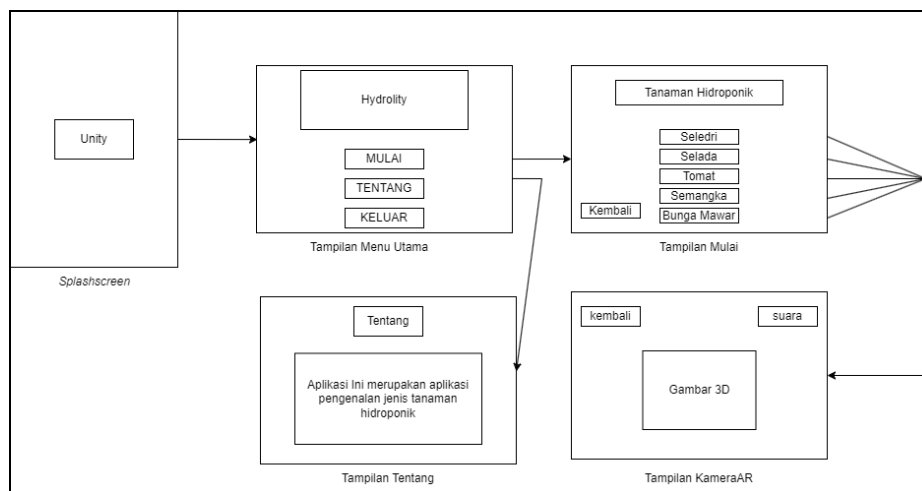 Unity
Splashscreen
Hydrolity
MULAI
TENTANG
KELUAR
Tampilan Menu Utama
Tanaman Hidroponik
Seledri
Selada
Tomat
Semangka
Kembali
Bunga Mawar
Tampilan Mulai
Tentang
Aplikasi Ini merupakan aplikasi
pengenalan jenis tanaman
hidroponik
Tampilan Tentang
kembali
suara
Gambar 3D
Tampilan KameraAR